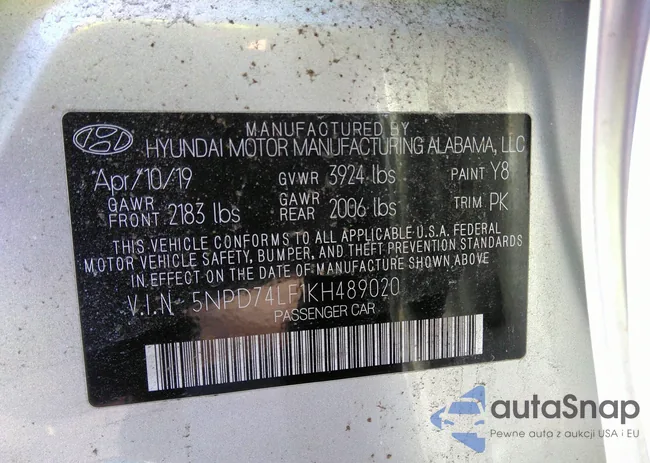 MANUFACTURED BY
HYUNDAI MOTOR MANUFACTURING ALABAMA, LLC
Apr/10/19 GVWR 3924 lbs PAINT Y8
GAWR FRONT 2183 lbs GAWR REAR 2006 lbs TRIM PK
THIS VEHICLE CONFORMS TO ALL APPLICABLE U.S.A. FEDERAL
MOTOR VEHICLE SAFETY, BUMPER, AND THEFT PREVENTION STANDARDS
IN EFFECT ON THE DATE OF MANUFACTURE SHOWN ABOVE.
V.I.N 5NPD74LF1KH489020
PASSENGER CAR
autaSnap
Pewne auta z aukcji USA i EU